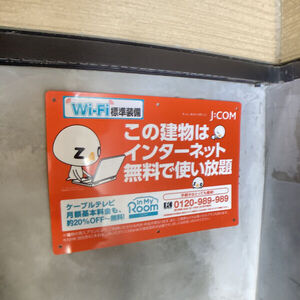 J:COM
Wi-Fi標準装備
この建物は
インターネット
無料で使い放題
Z
ケーブルテレビ
月額基本料金も、
約20%OFF～無料!
In My
Room
0120-989-989